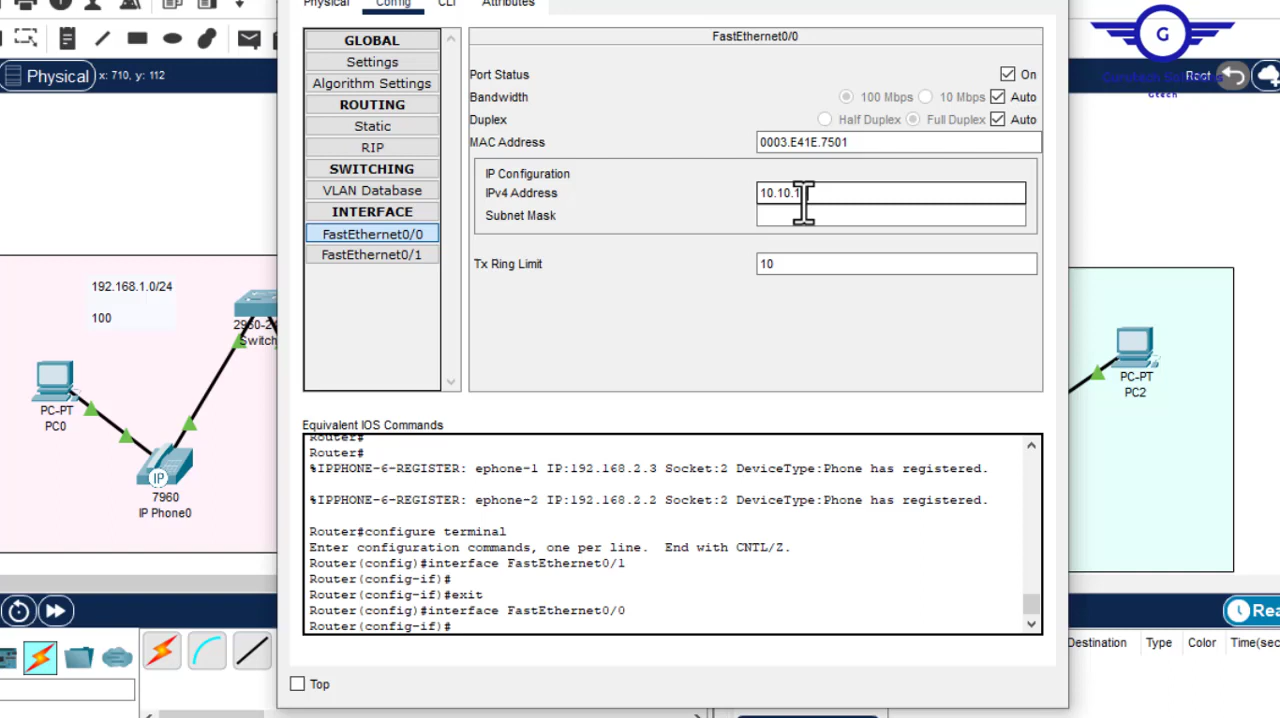 Physical
Config
CLI
Attributes
G
Physical
x: 710, y: 112
Root
Gtech
GLOBAL
Settings
Algorithm Settings
ROUTING
Static
RIP
SWITCHING
VLAN Database
INTERFACE
FastEthernet0/0
FastEthernet0/1
FastEthernet0/0
Port Status
On
Bandwidth
100 Mbps
10 Mbps
Auto
Duplex
Half Duplex
Full Duplex
Auto
MAC Address
0003.E41E.7501
IP Configuration
IPv4 Address
10.10.1
Subnet Mask
Tx Ring Limit
10
192.168.1.0/24
100
Switch
PC-PT
PC0
IP
7960
IP Phone0
PC-PT
PC2
Equivalent IOS Commands
Router#
Router#
%IPPHONE-6-REGISTER: ephone-1 IP:192.168.2.3 Socket:2 DeviceType:Phone has registered.
%IPPHONE-6-REGISTER: ephone-2 IP:192.168.2.2 Socket:2 DeviceType:Phone has registered.
Router#configure terminal
Enter configuration commands, one per line. End with CNTL/Z.
Router(config)#interface FastEthernet0/1
Router(config-if)#
Router(config-if)#exit
Router(config)#interface FastEthernet0/0
Router(config-if)#
Top
Destination
Type
Color